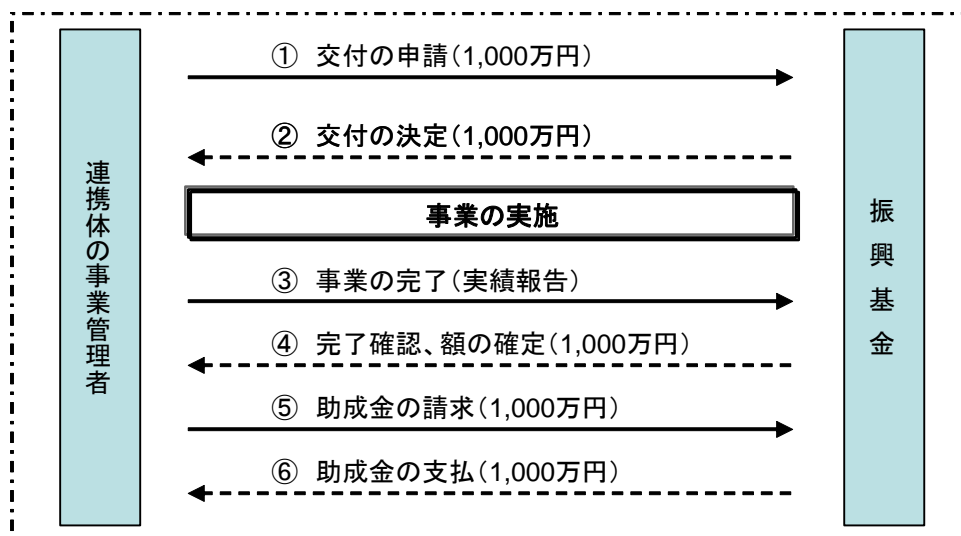 ① 交付の申請(1,000万円)
② 交付の決定(1,000万円)
事業の実施
③ 事業の完了(実績報告)
④ 完了確認、額の確定(1,000万円)
⑤ 助成金の請求(1,000万円)
⑥ 助成金の支払(1,000万円)
連携体の事業管理者
振興基金